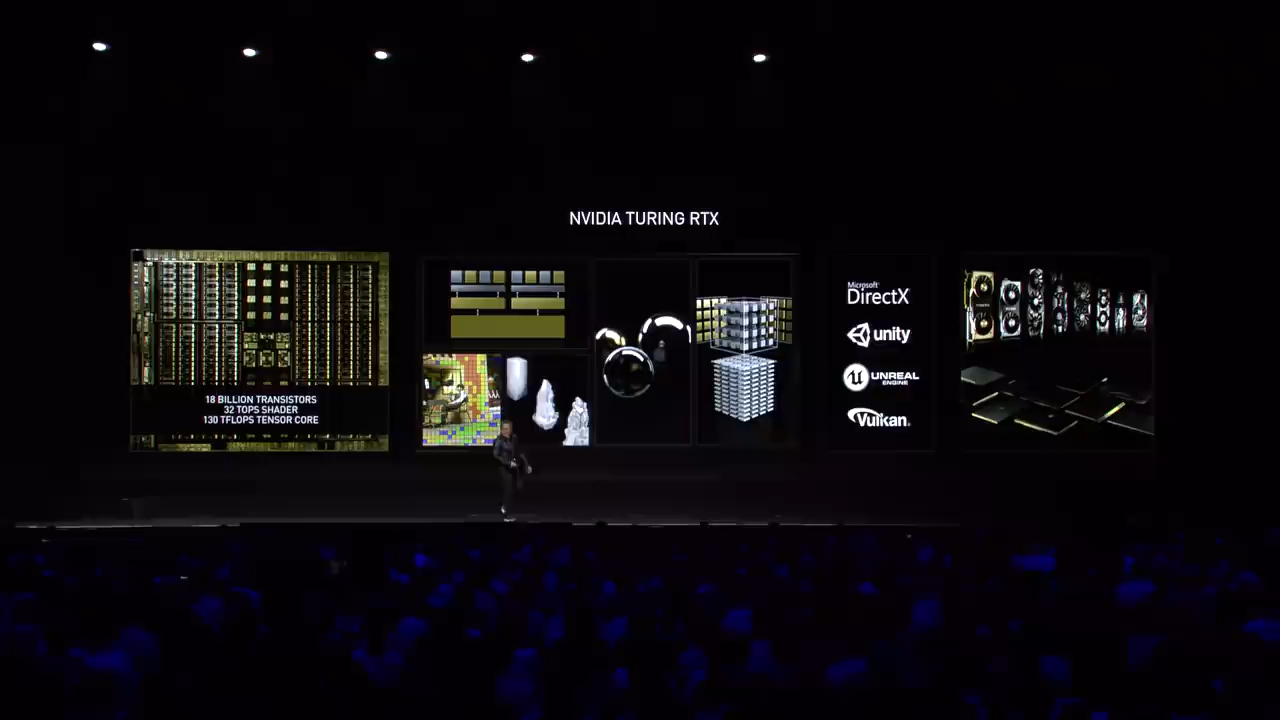 NVIDIA TURING RTX
18 BILLION TRANSISTORS
32 TOPS SHADER
130 TFLOPS TENSOR CORE
Microsoft
DirectX
unity
UNREAL
ENGINE
Vulkan